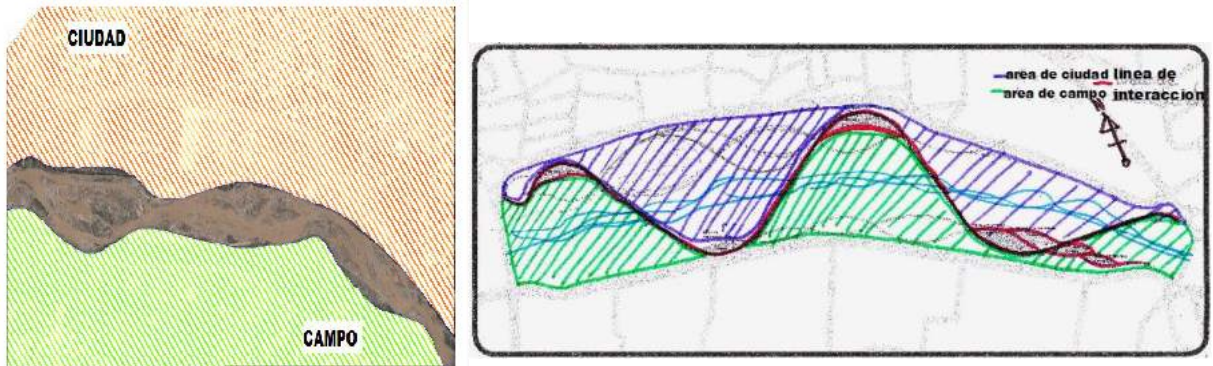 CIUDAD
CAMPO
area de ciudad linea de
area de campo interaccion